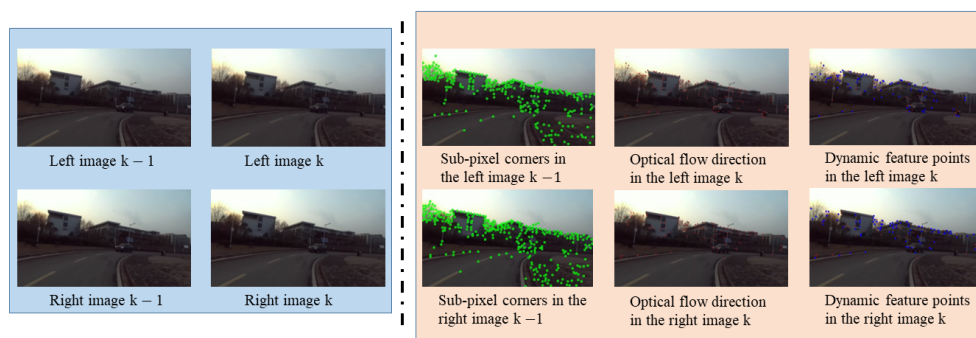 Left image k − 1
Left image k
Right image k − 1
Right image k
Sub-pixel corners in
the left image k −1
Optical flow direction
in the left image k
Dynamic feature points
in the left image k
Sub-pixel corners in the
right image k −1
Optical flow direction
in the right image k
Dynamic feature points
in the right image k